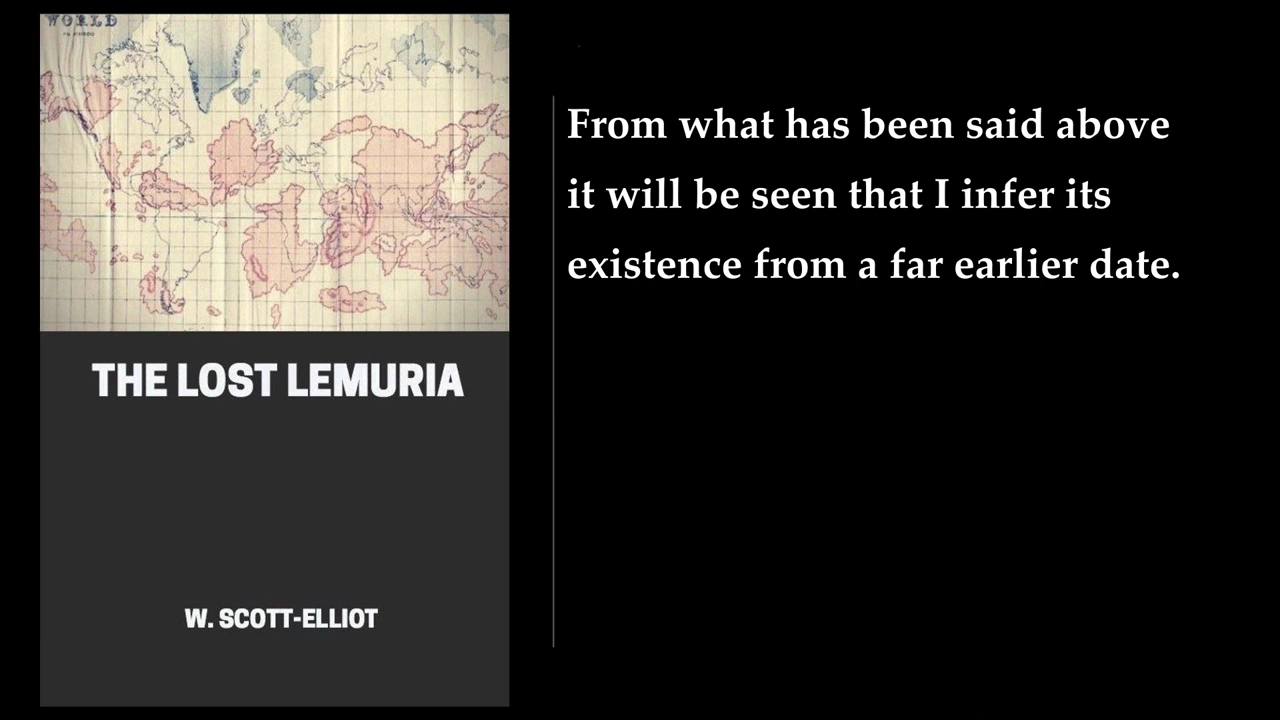 WORLD
THE LOST LEMURIA
W. SCOTT-ELLIOT
From what has been said above
it will be seen that I infer its
existence from a far earlier date.